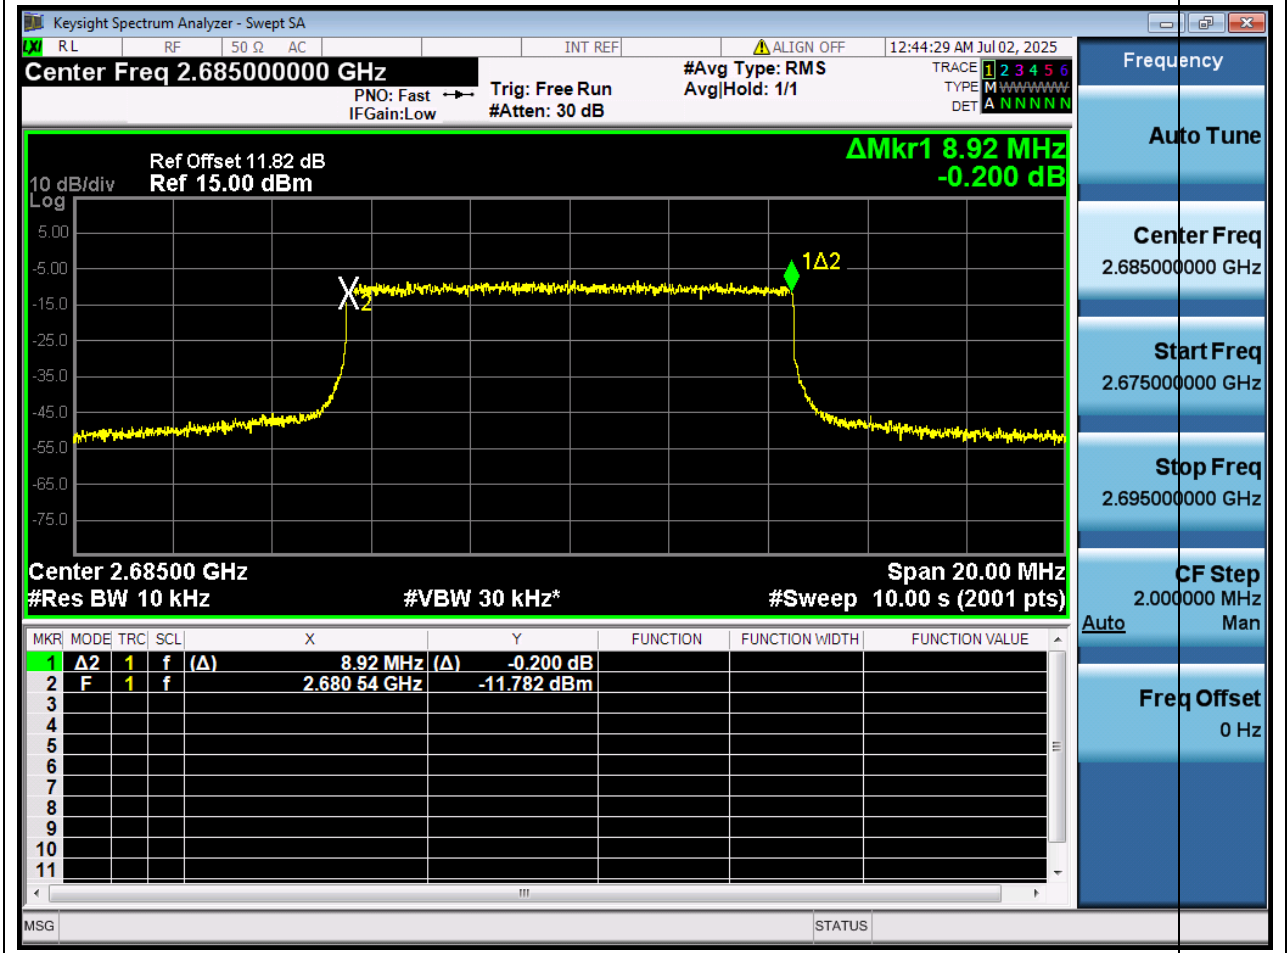 Keysight Spectrum Analyzer - Swept SA
LXI RL RF 50 Ω AC INT REF ALIGN OFF 12:44:29 AM Jul 02, 2025
Center Freq 2.685000000 GHz
PNO: Fast
IFGain:Low
Trig: Free Run
#Atten: 30 dB
#Avg Type: RMS
Avg|Hold: 1/1
TRACE 1 2 3 4 5 6
TYPE M W W W W W
DET A N N N N N
ΔMkr1 8.92 MHz
-0.200 dB
Ref Offset 11.82 dB
10 dB/div Ref 15.00 dBm
Log
5.00
-5.00
-15.0
-25.0
-35.0
-45.0
-55.0
-65.0
-75.0
1Δ2
X2
Center 2.68500 GHz Span 20.00 MHz
#Res BW 10 kHz #VBW 30 kHz* #Sweep 10.00 s (2001 pts)
MKR MODE TRC SCL X Y FUNCTION FUNCTION WIDTH FUNCTION VALUE
1 Δ2 1 f (Δ) 8.92 MHz (Δ) -0.200 dB
2 F 1 f 2.680 54 GHz -11.782 dBm
3
4
5
6
7
8
9
10
11
MSG STATUS
Frequency
Auto Tune
Center Freq
2.685000000 GHz
Start Freq
2.675000000 GHz
Stop Freq
2.695000000 GHz
CF Step
2.000000 MHz
Auto Man
Freq Offset
0 Hz